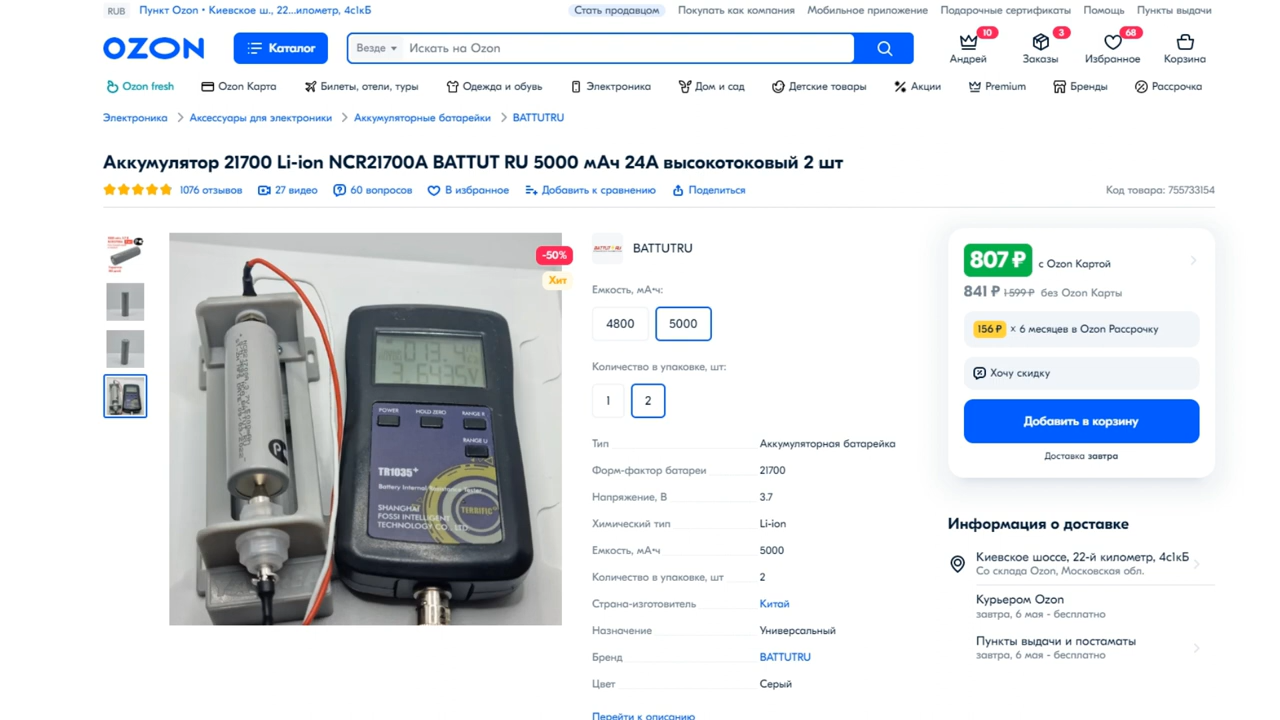 RUB Пункт Ozon • Киевское ш., 22...илометр, 4с1кБ Стать продавцом Покупать как компания Мобильное приложение Подарочные сертификаты Помощь Пункты выдачи
OZON Каталог Везде Искать на Ozon
10 3 68
Андрей Заказы Избранное Корзина
Ozon fresh Ozon Карта Билеты, отели, туры Одежда и обувь Электроника Дом и сад Детские товары Акции Premium Бренды Рассрочка
Электроника Аксессуары для электроники Аккумуляторные батарейки BATTUTRU
Аккумулятор 21700 Li-ion NCR21700A BATTUT RU 5000 мАч 24А высокотоковый 2 шт
1076 отзывов 27 видео 60 вопросов В избранное Добавить к сравнению Поделиться Код товара: 755733154
-50%
Хит
013.4
3.6435V
POWER HOLD-ZERO RANGE R
RANGE U
TR1035+
Battery Internal Resistance Tester
SHANGHAI
FOSSI INTELLIGENT
TECHNOLOGY CO., LTD.
TERBIFIC
BATTUTRU
Емкость, мА•ч:
4800 5000
Количество в упаковке, шт:
1 2
Тип Аккумуляторная батарейка
Форм-фактор батареи 21700
Напряжение, В 3.7
Химический тип Li-ion
Емкость, мА•ч 5000
Количество в упаковке, шт 2
Страна-изготовитель Китай
Назначение Универсальный
Бренд BATTUTRU
Цвет Серый
Перейти к описанию
807 ₽ с Ozon Картой
841 ₽ 1 599 ₽ без Ozon Карты
156 ₽ × 6 месяцев в Ozon Рассрочку
Хочу скидку
Добавить в корзину
Доставка завтра
Информация о доставке
Киевское шоссе, 22-й километр, 4с1кБ
Со склада Ozon, Московская обл.
Курьером Ozon
завтра, 6 мая - бесплатно
Пункты выдачи и постаматы
завтра, 6 мая - бесплатно